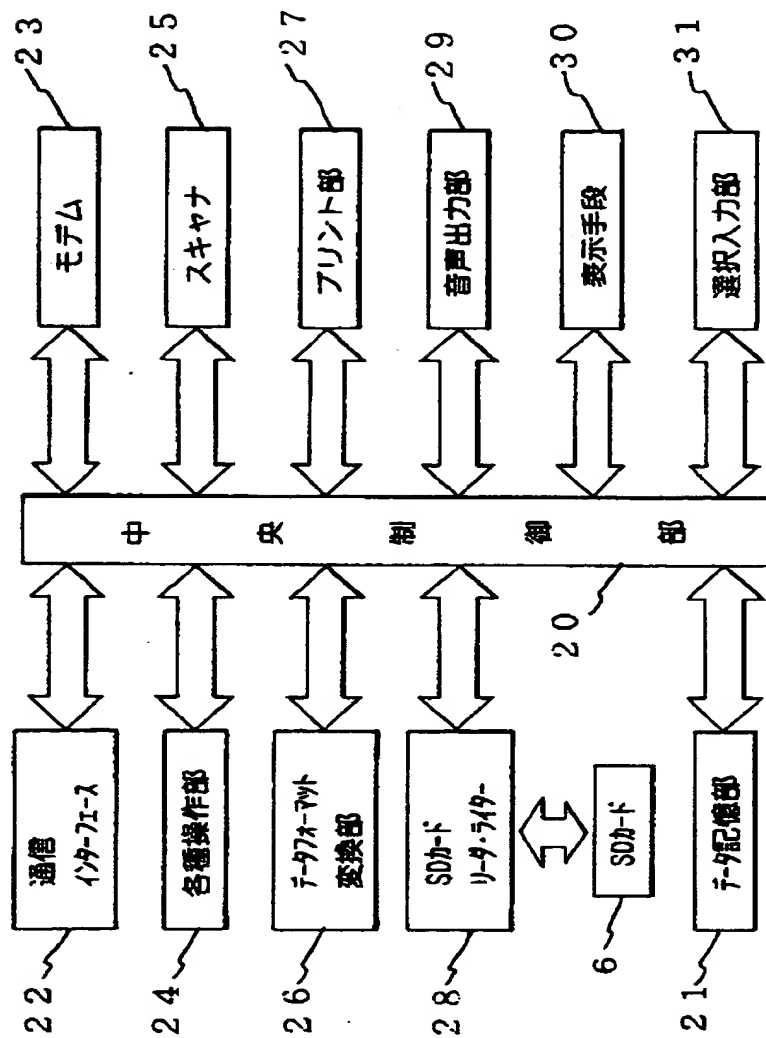 モデム
23
スキャナ
25
プリント部
27
音声出力部
29
表示手段
30
選択入力部
31
中央制御部
20
通信
インターフェース
22
各種操作部
24
データフォーマット
変換部
26
SDカード
リーダ・ライター
28
SDカード
6
データ記憶部
21